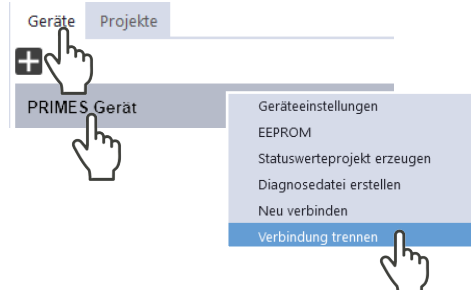 Geräte Projekte
PRIMES Gerät
Geräteeinstellungen
EEPROM
Statuswerteprojekt erzeugen
Diagnosedatei erstellen
Neu verbinden
Verbindung trennen